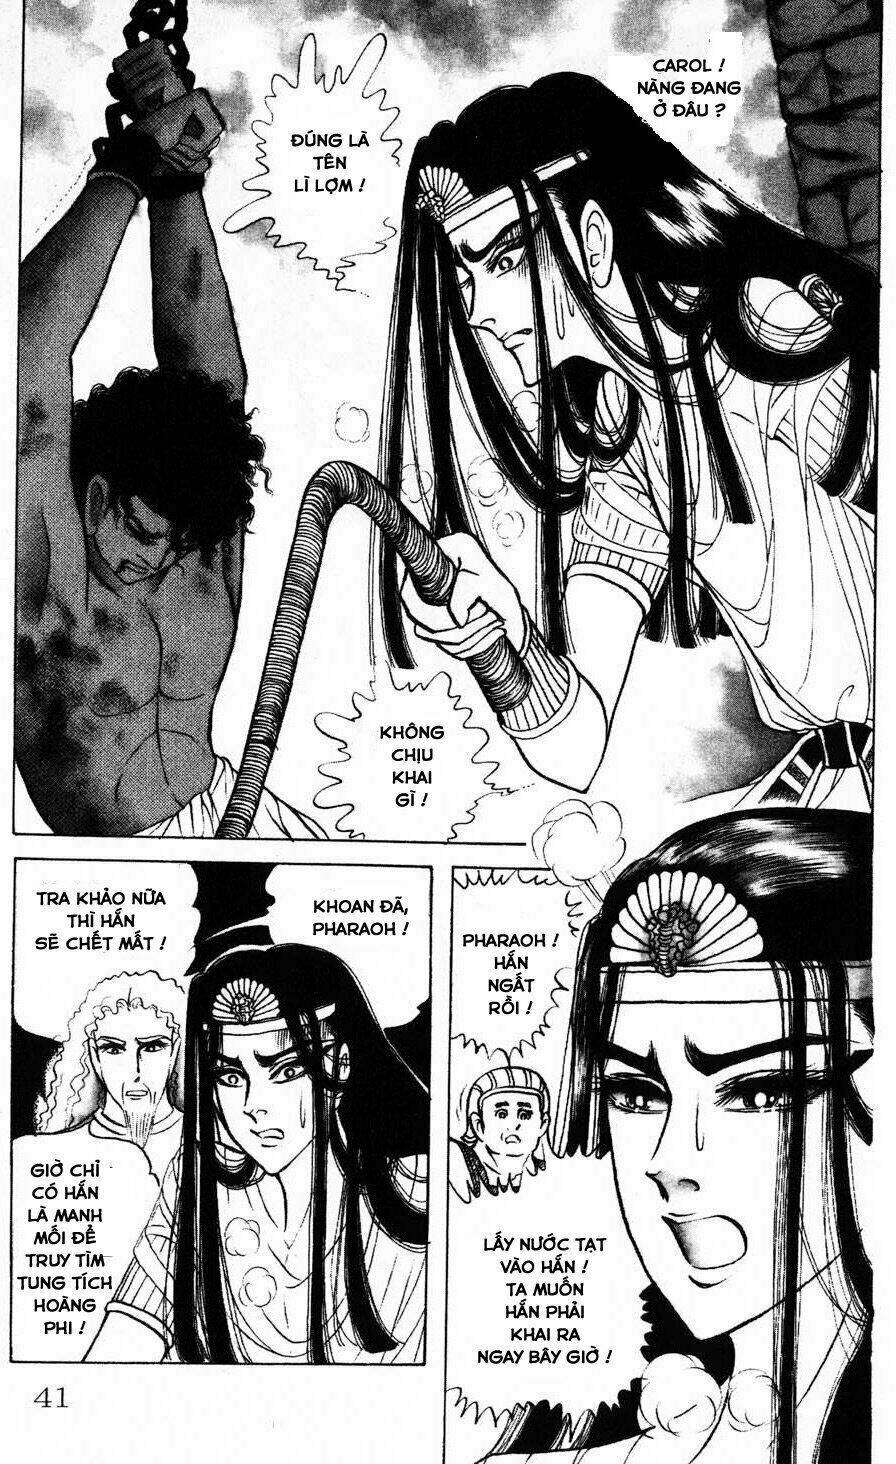 CAROL !
NÀNG ĐANG
Ở ĐÂU ?
ĐÚNG LÀ
TÊN
LÌ LỢM !
KHÔNG
CHỊU
KHAI
GÌ !
PHARAOH !
HẮN
NGẤT
RỒI !
LẤY NƯỚC TẠT
VÀO HẮN !
TA MUỐN
HẮN PHẢI
KHAI RA
NGAY BÂY GIỜ !
KHOAN ĐÃ,
PHARAOH !
TRA KHẢO NỮA
THÌ HẮN
SẼ CHẾT MẤT !
GIỜ CHỈ
CÓ HẮN
LÀ MANH
MỐI ĐỂ
TRUY TÌM
TUNG TÍCH
HOÀNG
PHI !
41